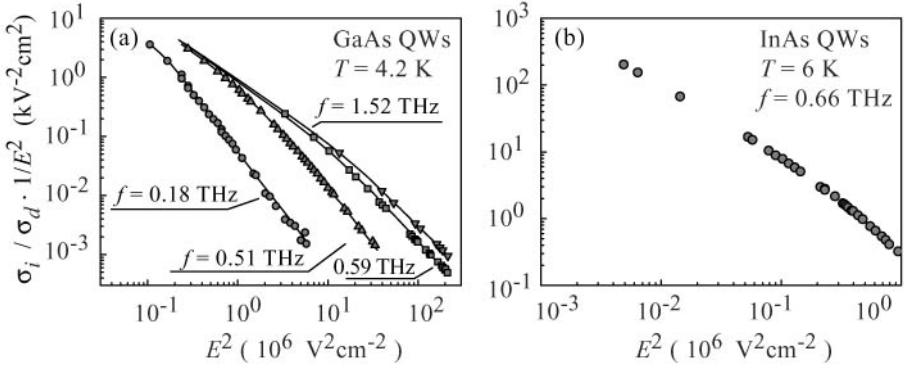 σᵢ / σ_d · 1/E² (kV⁻²cm²)
10¹
10⁰
10⁻¹
10⁻²
10⁻³
(a)
GaAs QWs
T = 4.2 K
f = 1.52 THz
f = 0.18 THz
f = 0.51 THz
0.59 THz
10⁻¹ 10⁰ 10¹ 10²
E² ( 10⁶ V²cm⁻²)
10³
10²
10¹
10⁰
10⁻¹
(b)
InAs QWs
T = 6 K
f = 0.66 THz
10⁻³ 10⁻² 10⁻¹ 10⁰
E² ( 10⁶ V²cm⁻²)